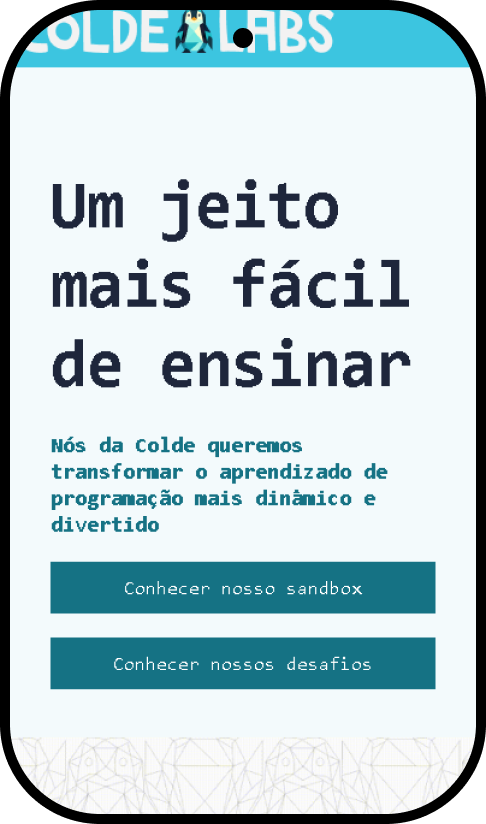 COLDE LABS
Um jeito
mais fácil
de ensinar
Nós da Colde queremos
transformar o aprendizado de
programação mais dinâmico e
divertido
Conhecer nosso sandbox
Conhecer nossos desafios